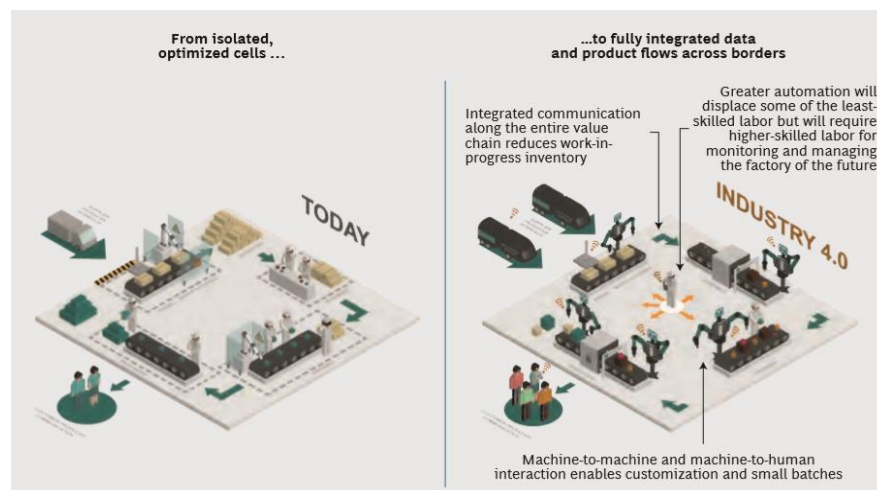 From isolated,
optimized cells ...
...to fully integrated data
and product flows across borders
Greater automation will
displace some of the least-
skilled labor but will require
higher-skilled labor for
monitoring and managing
the factory of the future
Integrated communication
along the entire value
chain reduces work-in-
progress inventory
TODAY
INDUSTRY 4.0
Machine-to-machine and machine-to-human
interaction enables customization and small batches